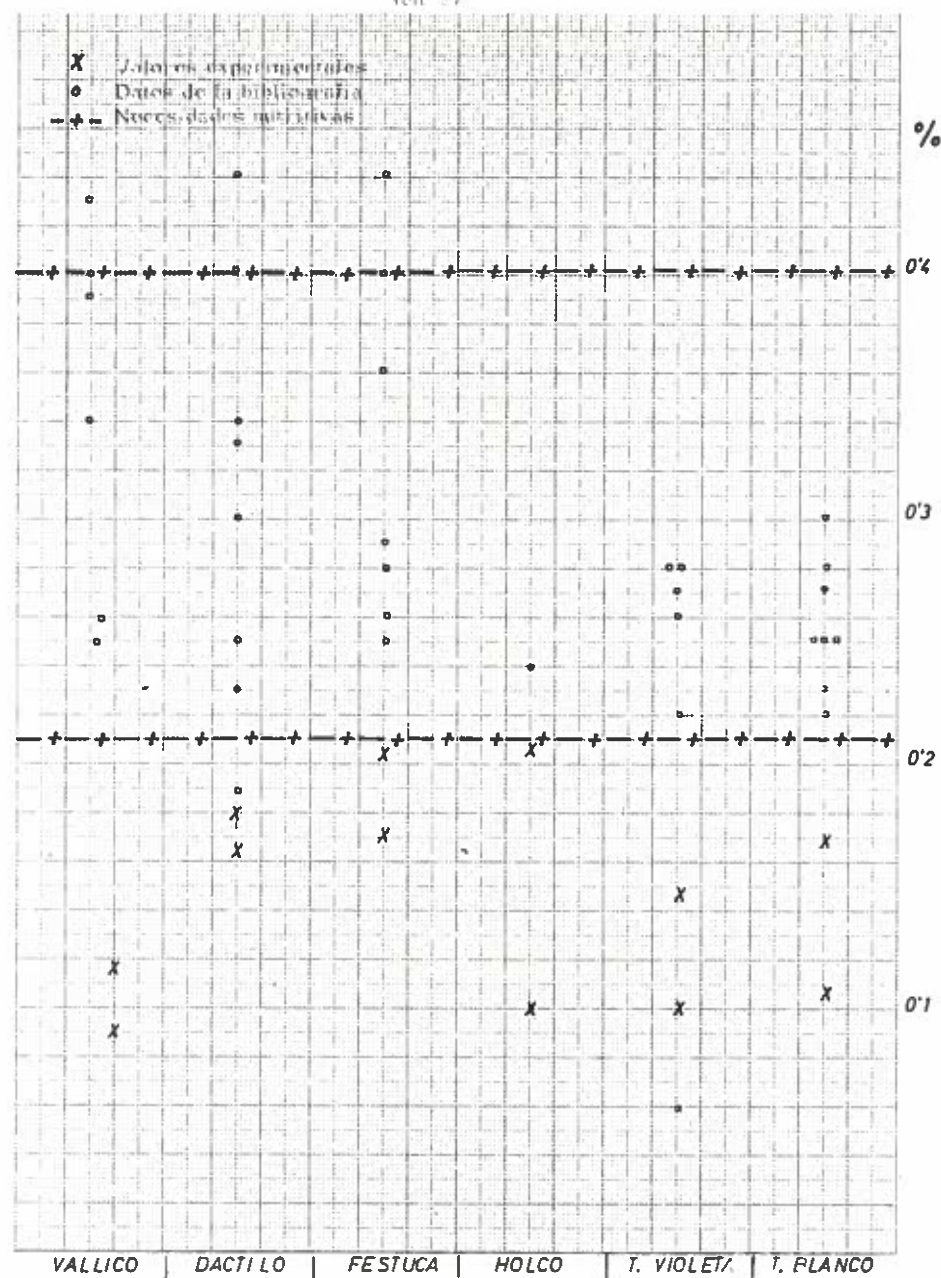 X Valores experimentales
o Datos de la bibliografia
-+- Necesidades nutritivas
%
0'4
0'3
0'2
0'1
VALLICO | DACTILO | FESTUCA | HOLCO | T. VIOLETA | T. BLANCO